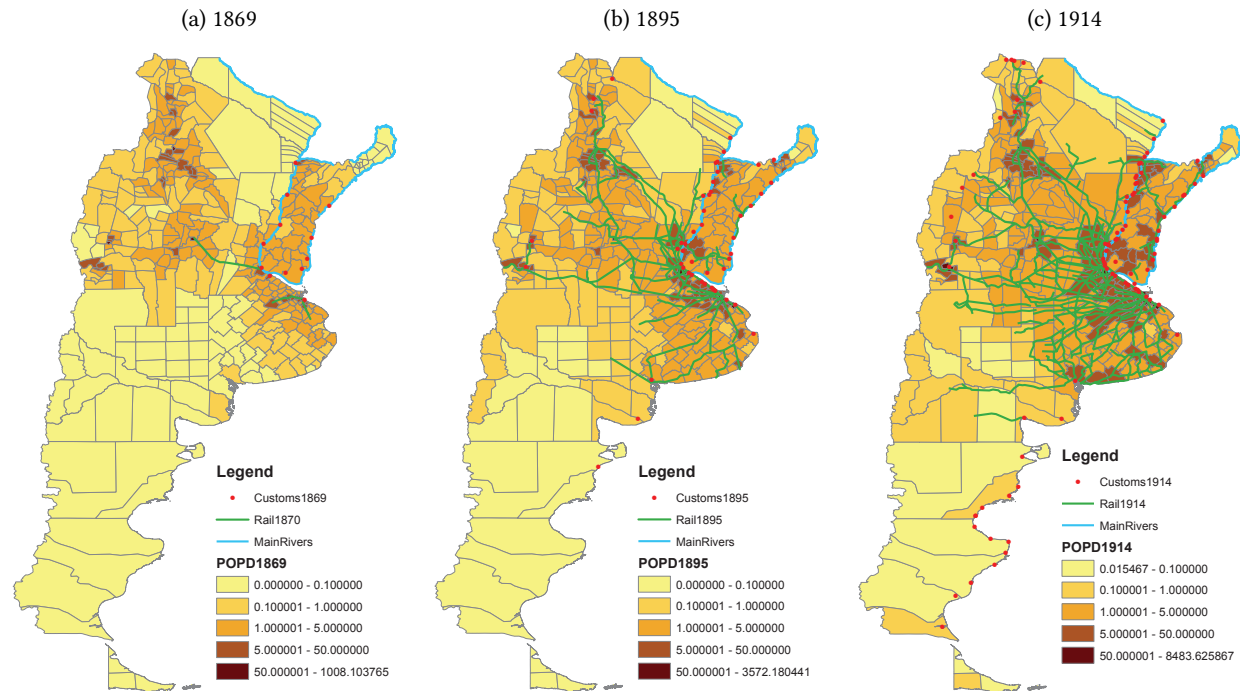 (a) 1869
(b) 1895
(c) 1914
Legend
Customs1869
Rail1870
MainRivers
POPD1869
0.000000 - 0.100000
0.100001 - 1.000000
1.000001 - 5.000000
5.000001 - 50.000000
50.000001 - 1008.103765
Legend
Customs1895
Rail1895
MainRivers
POPD1895
0.000000 - 0.100000
0.100001 - 1.000000
1.000001 - 5.000000
5.000001 - 50.000000
50.000001 - 3572.180441
Legend
Customs1914
Rail1914
MainRivers
POPD1914
0.015467 - 0.100000
0.100001 - 1.000000
1.000001 - 5.000000
5.000001 - 50.000000
50.000001 - 8483.625867